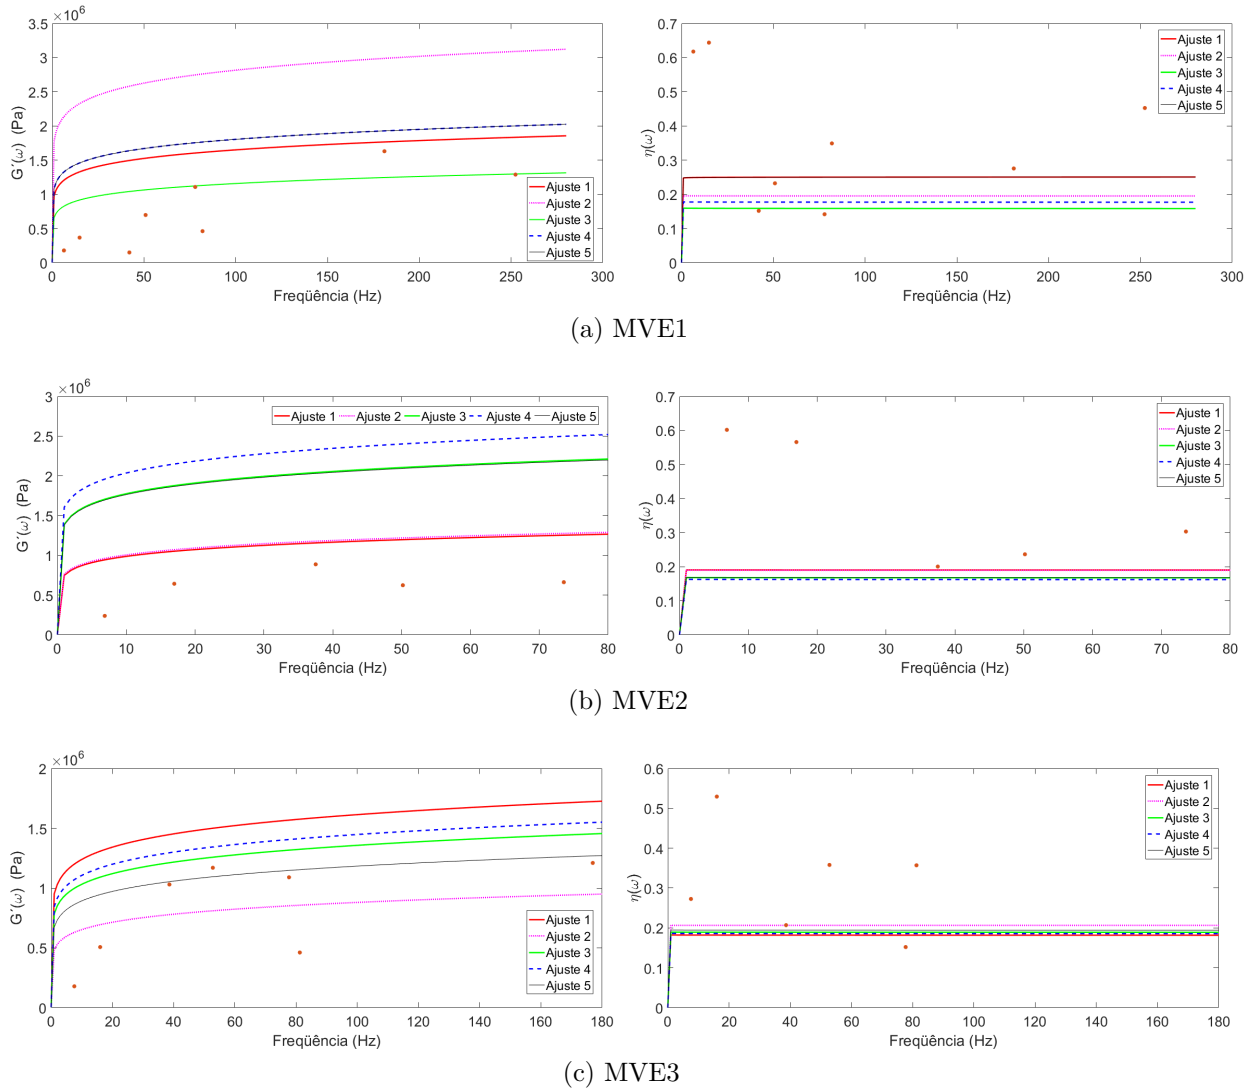 ×10⁶
3.5
3
2.5
2
1.5
1
0.5
0
G´(ω) (Pa)
0 50 100 150 200 250 300
Freqüência (Hz)
Ajuste 1
Ajuste 2
Ajuste 3
Ajuste 4
Ajuste 5
0.7
0.6
0.5
0.4
0.3
0.2
0.1
0
η(ω)
0 50 100 150 200 250 300
Freqüência (Hz)
Ajuste 1
Ajuste 2
Ajuste 3
Ajuste 4
Ajuste 5
(a) MVE1
×10⁶
3
2.5
2
1.5
1
0.5
0
G´(ω) (Pa)
0 10 20 30 40 50 60 70 80
Freqüência (Hz)
Ajuste 1 Ajuste 2 Ajuste 3 Ajuste 4 Ajuste 5
0.7
0.6
0.5
0.4
0.3
0.2
0.1
0
η(ω)
0 10 20 30 40 50 60 70 80
Freqüência (Hz)
Ajuste 1
Ajuste 2
Ajuste 3
Ajuste 4
Ajuste 5
(b) MVE2
×10⁶
2
1.5
1
0.5
0
G´(ω) (Pa)
0 20 40 60 80 100 120 140 160 180
Freqüência (Hz)
Ajuste 1
Ajuste 2
Ajuste 3
Ajuste 4
Ajuste 5
0.6
0.5
0.4
0.3
0.2
0.1
0
η(ω)
0 20 40 60 80 100 120 140 160 180
Freqüência (Hz)
Ajuste 1
Ajuste 2
Ajuste 3
Ajuste 4
Ajuste 5
(c) MVE3